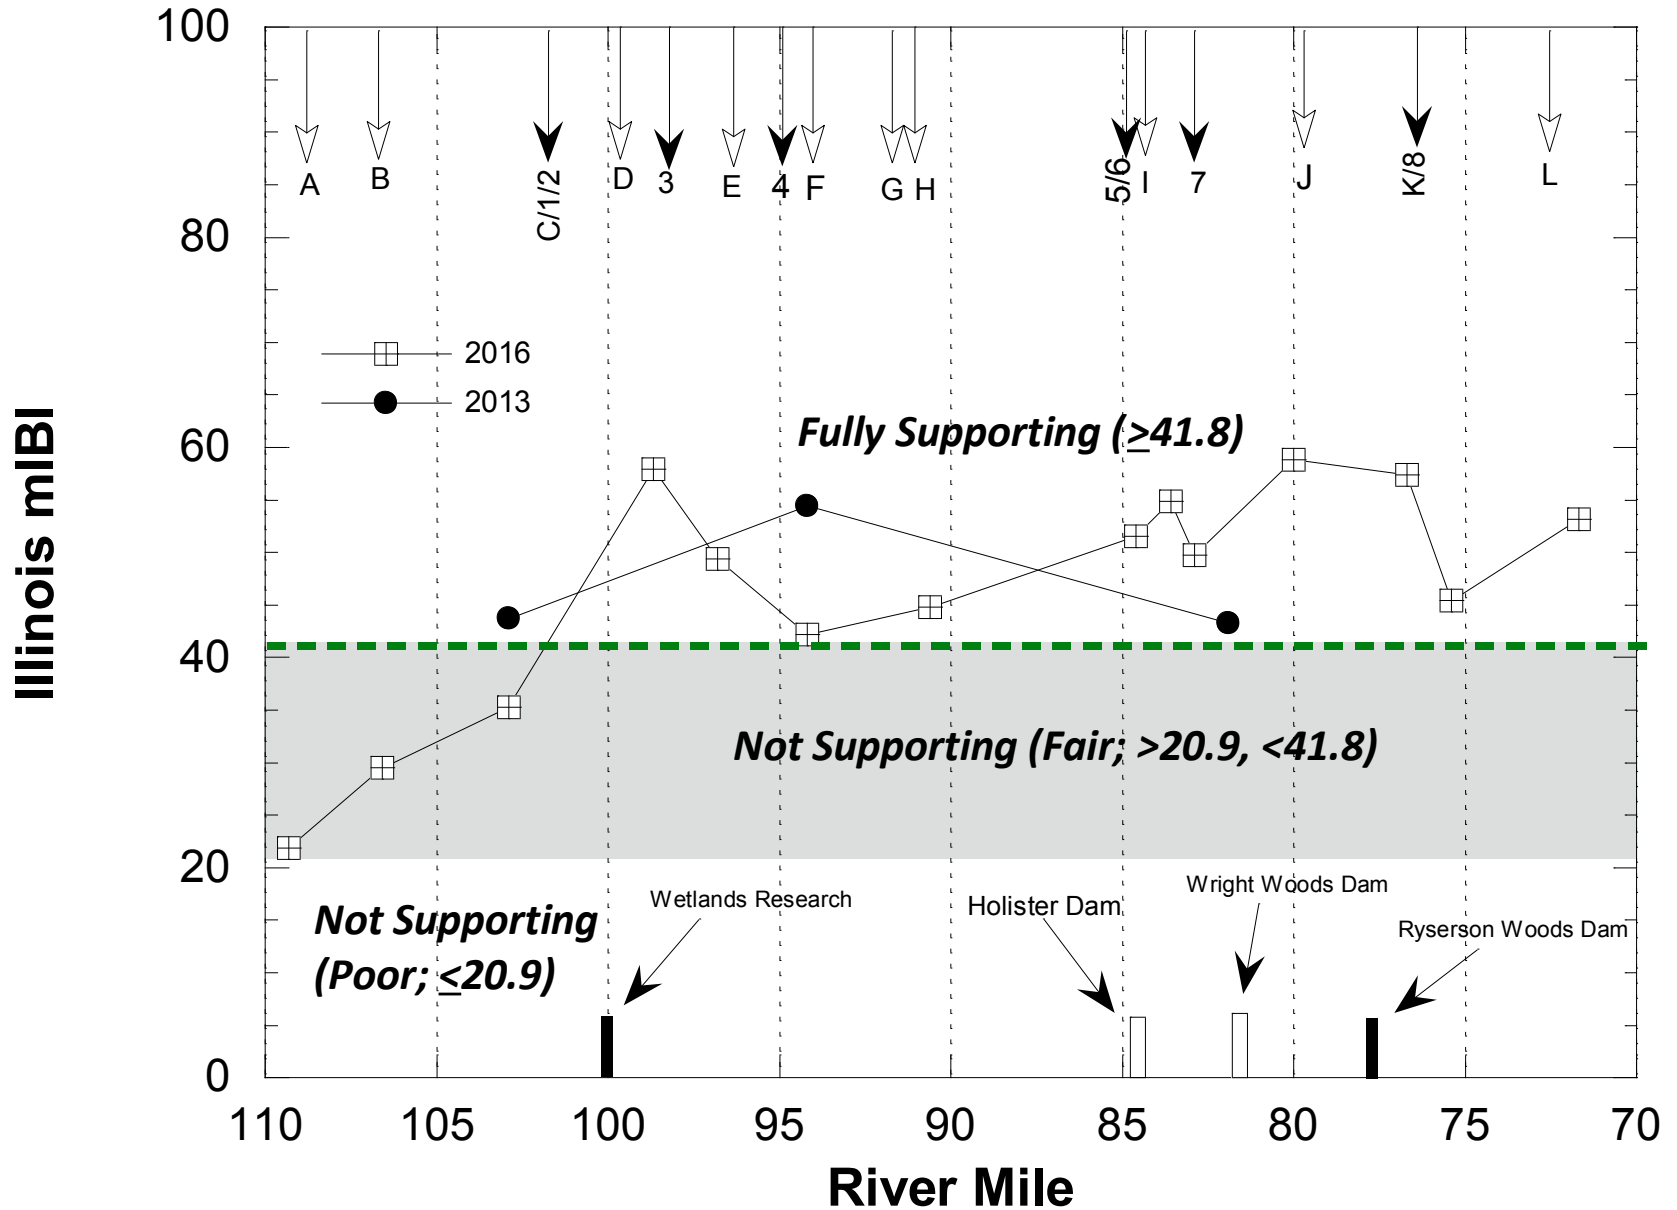 100
80
60
40
20
0
Illinois mIBI
A
B
C/1/2
D
3
E
4
F
G
H
5/6
I
7
J
K/8
L
2016
2013
Fully Supporting (≥41.8)
Not Supporting (Fair; >20.9, <41.8)
Not Supporting
(Poor; ≤20.9)
Wetlands Research
Holister Dam
Wright Woods Dam
Ryserson Woods Dam
110
105
100
95
90
85
80
75
70
River Mile